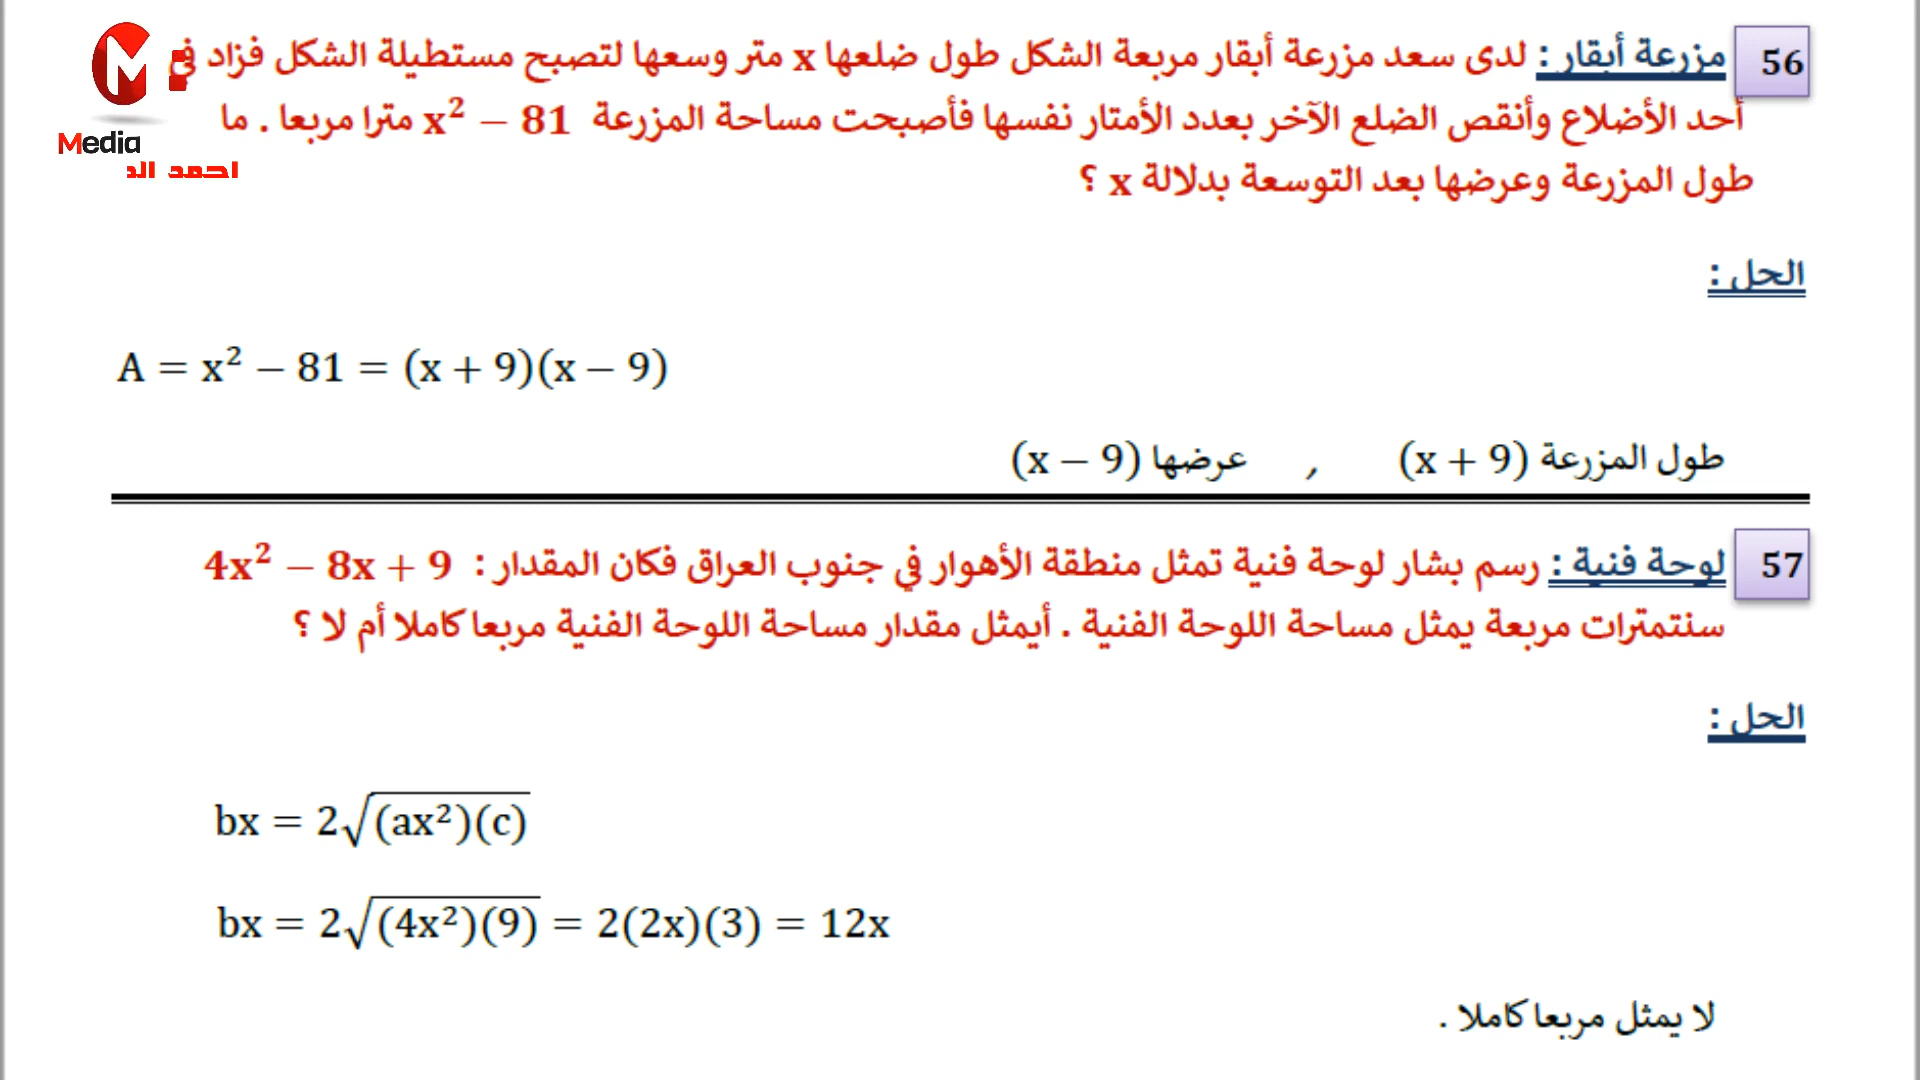 56 مزرعة أبقار : لدى سعد مزرعة أبقار مربعة الشكل طول ضلعها x متر وسعها لتصبح مستطيلة الشكل فزاد في
أحد الأضلاع وأنقص الضلع الآخر بعدد الأمتار نفسها فأصبحت مساحة المزرعة x² − 81 مترا مربعا . ما
طول المزرعة وعرضها بعد التوسعة بدلالة x ؟
Media
احمد الد
الحل :
A = x² − 81 = (x + 9)(x − 9)
طول المزرعة (x + 9) , عرضها (x − 9)
57 لوحة فنية : رسم بشار لوحة فنية تمثل منطقة الأهوار في جنوب العراق فكان المقدار : 4x² − 8x + 9
سنتمترات مربعة يمثل مساحة اللوحة الفنية . أيمثل مقدار مساحة اللوحة الفنية مربعا كاملا أم لا ؟
الحل :
bx = 2√(ax²)(c)
bx = 2√(4x²)(9) = 2(2x)(3) = 12x
لا يمثل مربعا كاملا .